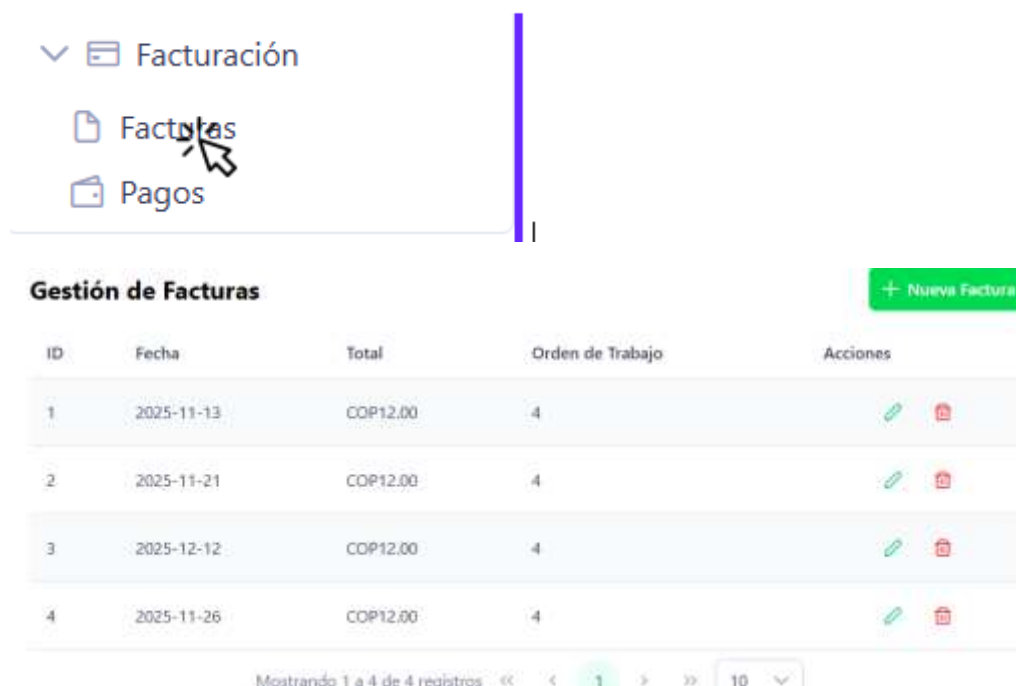 Facturación
Facturas
Pagos
Gestión de Facturas
+ Nueva Factura
ID Fecha Total Orden de Trabajo Acciones
1 2025-11-13 COP12.00 4
2 2025-11-21 COP12.00 4
3 2025-12-12 COP12.00 4
4 2025-11-26 COP12.00 4
Mostrando 1 a 4 de 4 registros << < 1 > >> 10